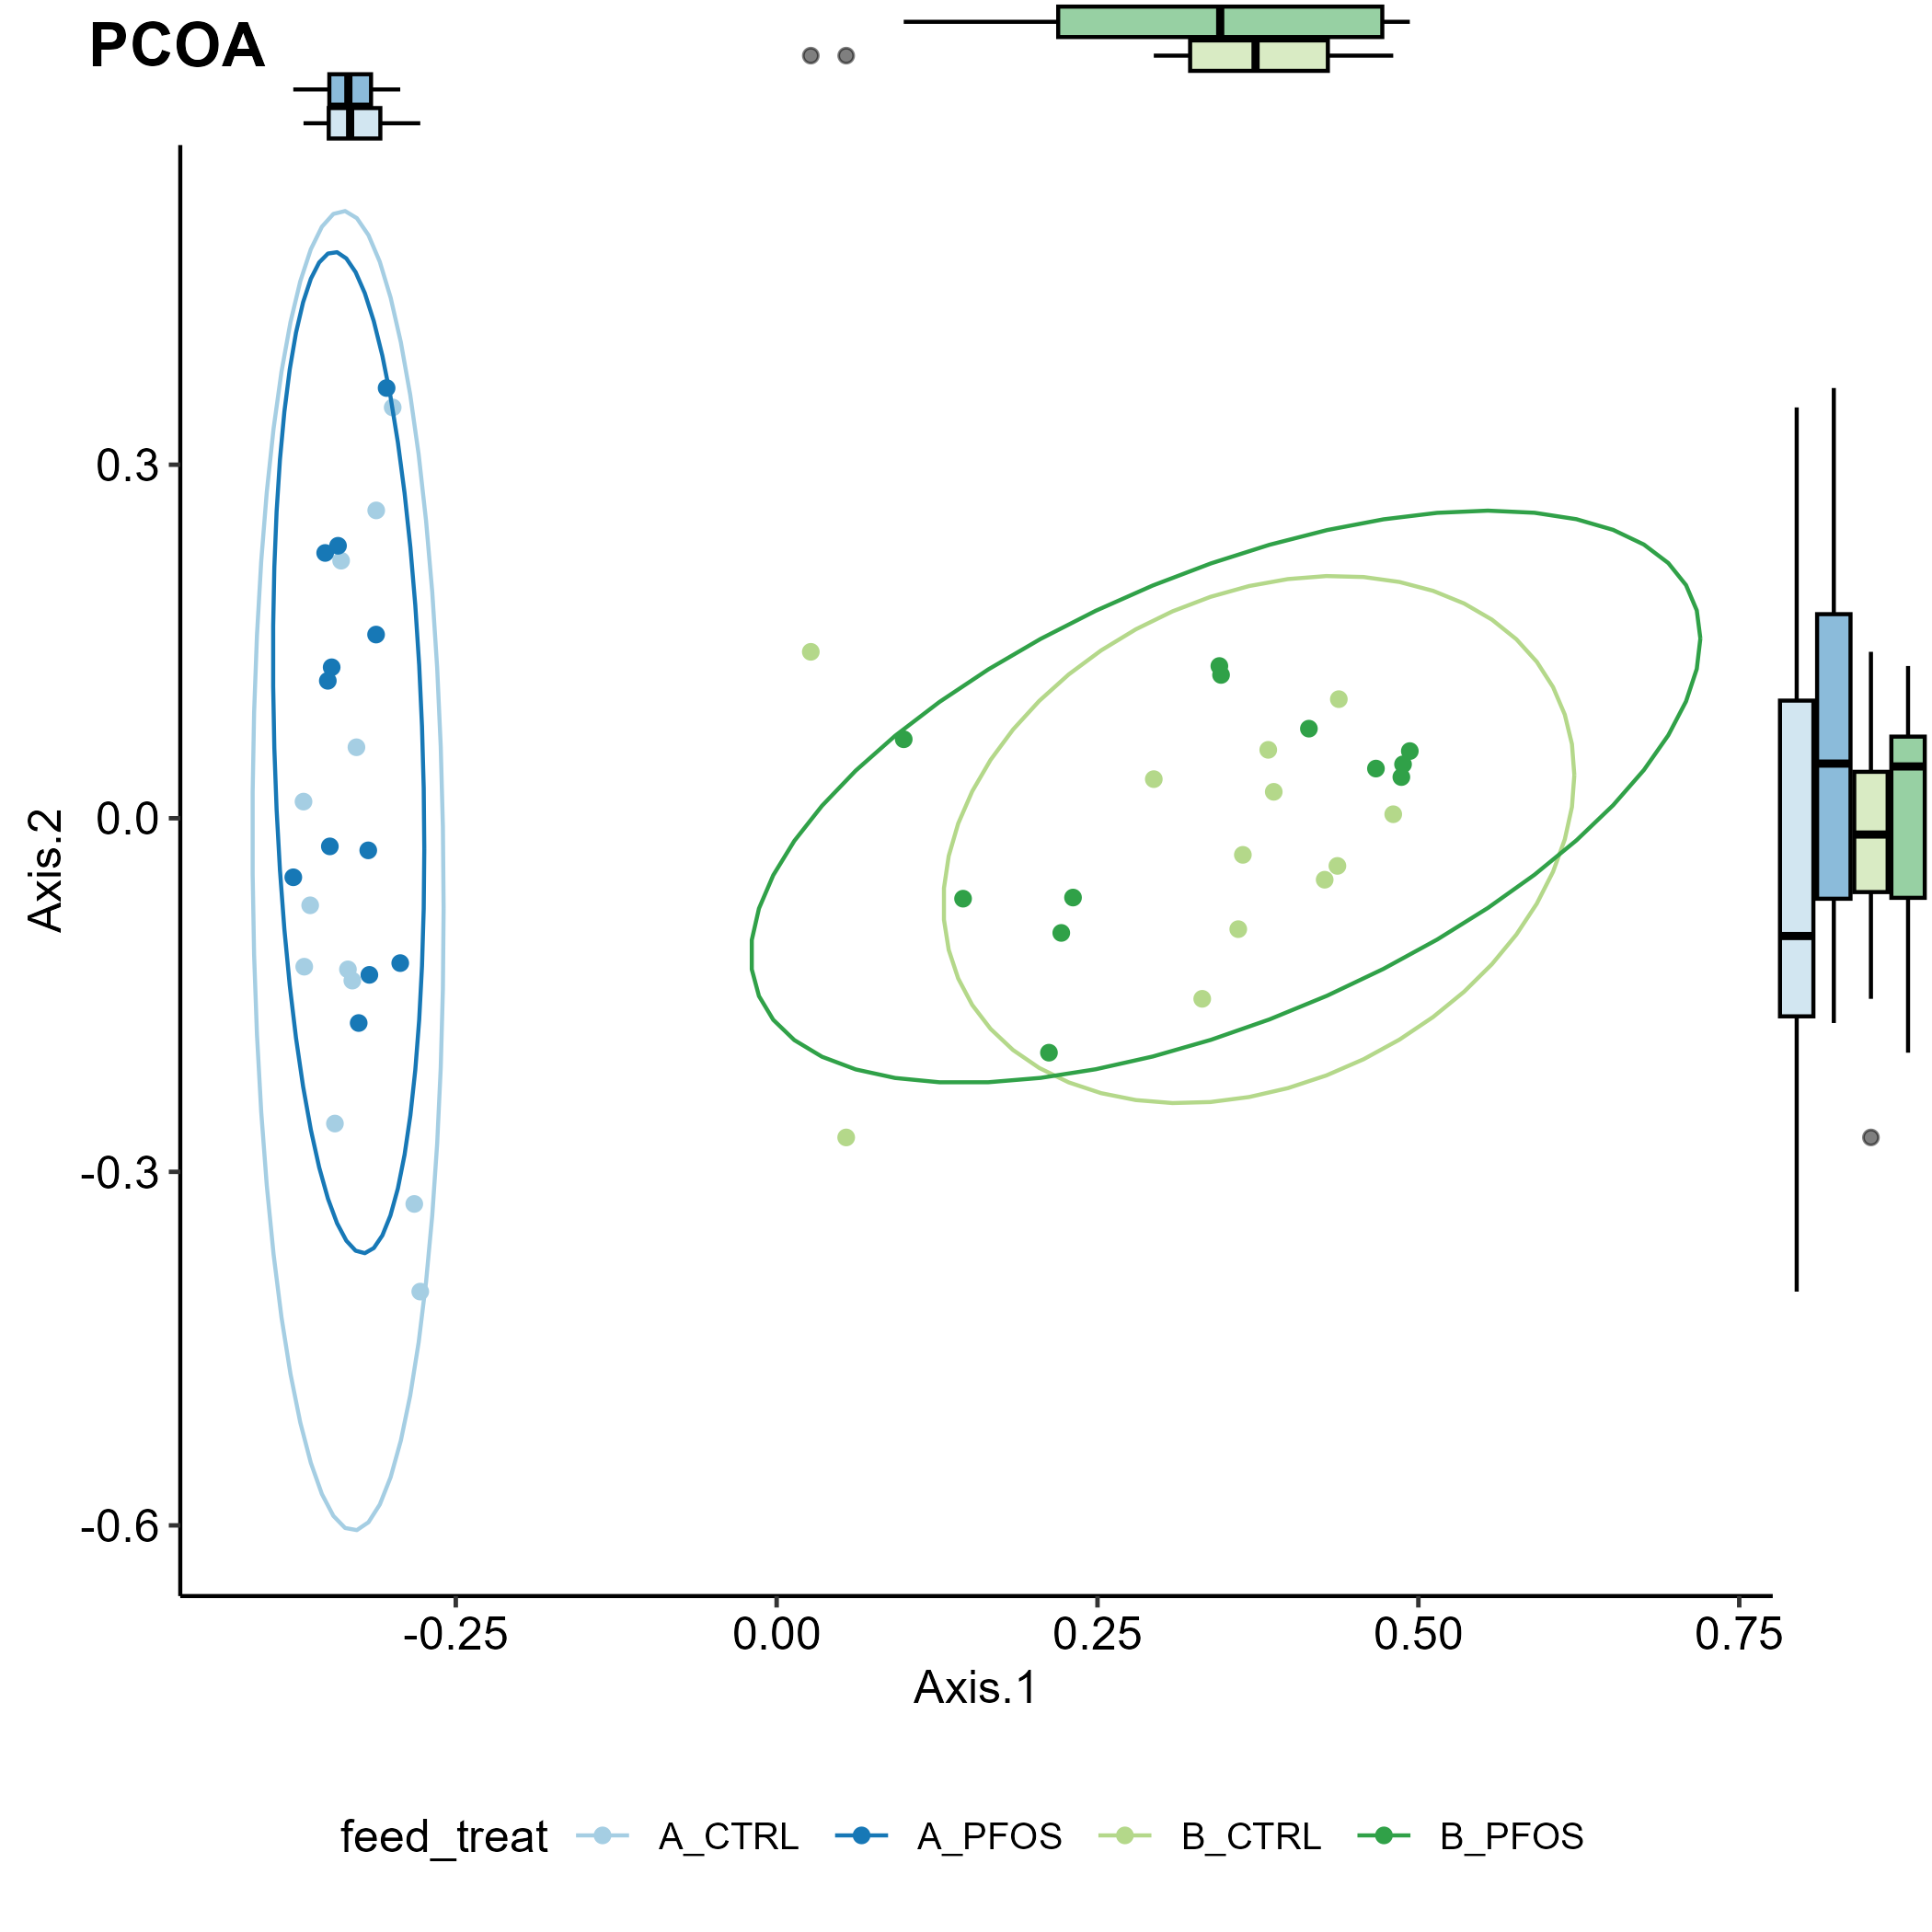 PCOA
Axis.2
0.3
0.0
-0.3
-0.6
-0.25 0.00 0.25 0.50 0.75
Axis.1
feed_treat A_CTRL A_PFOS B_CTRL B_PFOS